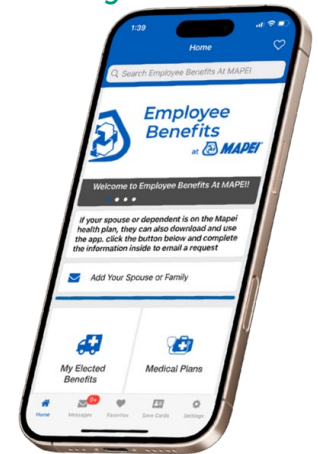 1:39
Home
Search Employee Benefits At MAPEI
Employee
Benefits
at MAPEI
Welcome to Employee Benefits At MAPEI!!
If your spouse or dependent is on the Mapei
health plan, they can also download and use
the app. click the button below and complete
the information inside to email a request
Add Your Spouse or Family
My Elected
Benefits
Medical Plans
9+
Home
Messages
Favorites
Save Cards
Settings